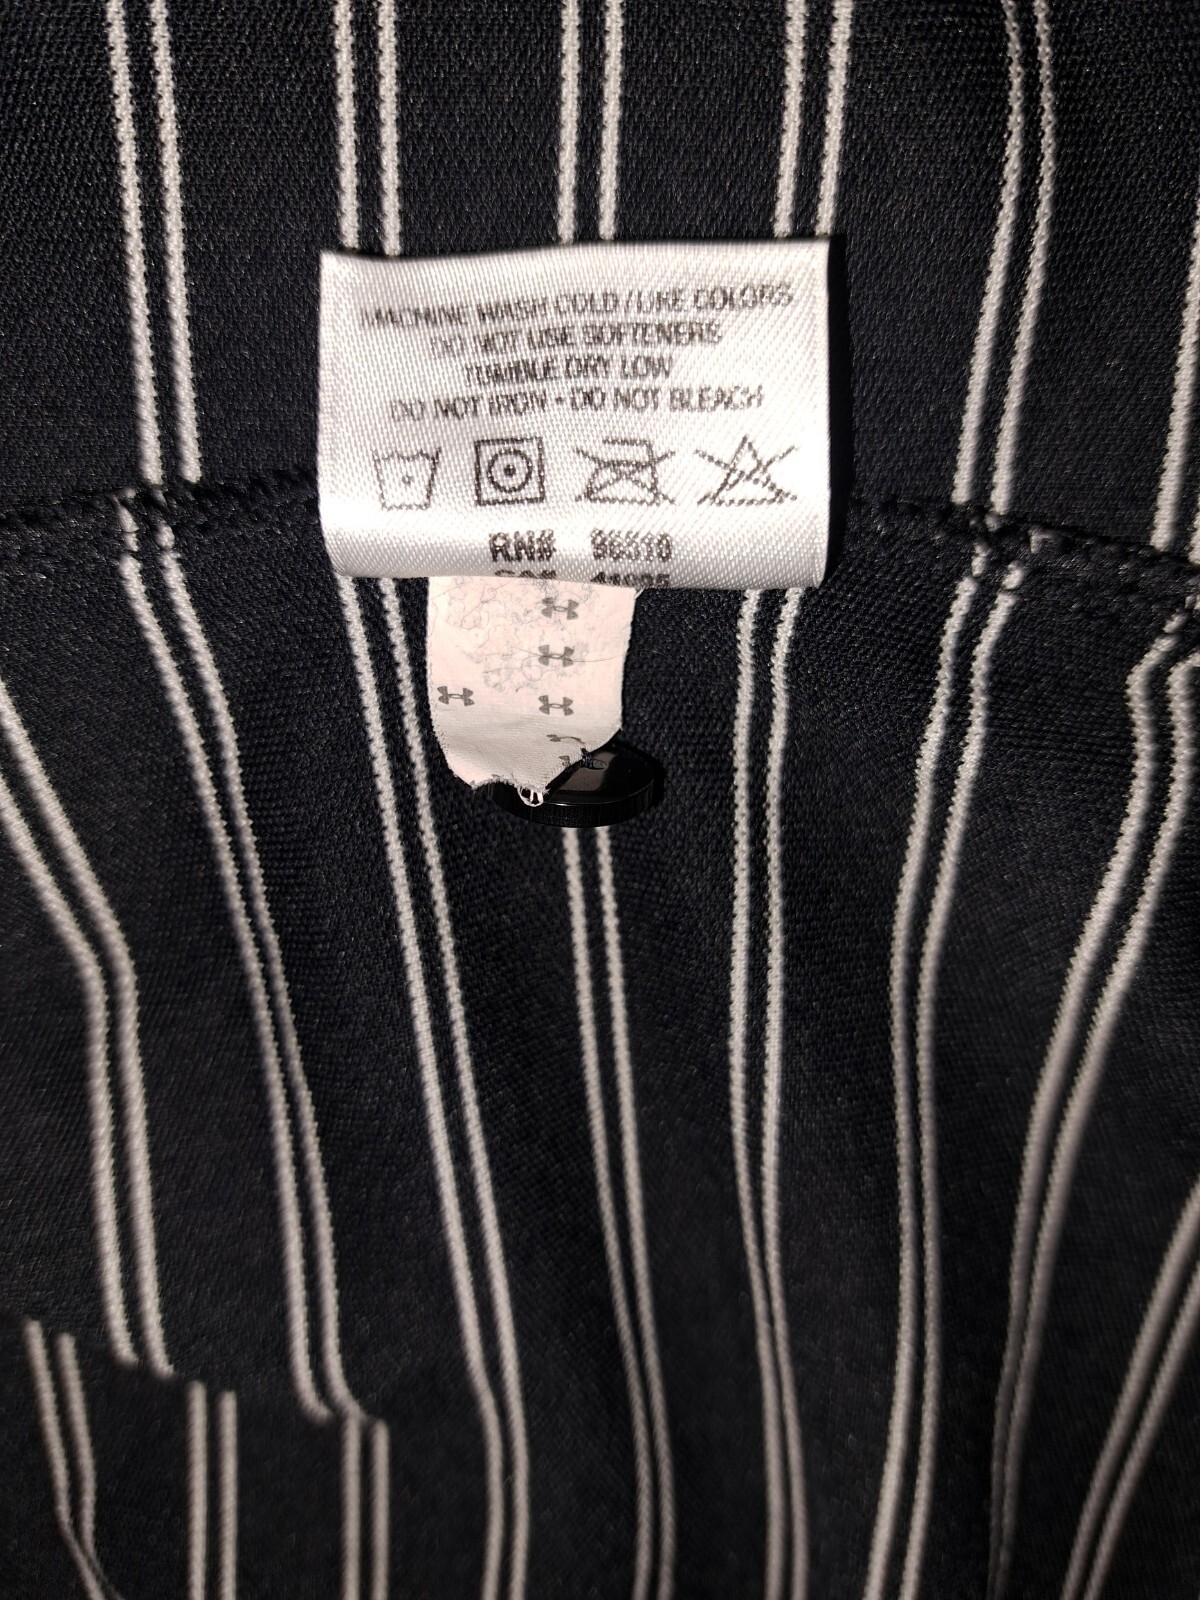 MACHINE WASH COLD / LIKE COLORS
DO NOT USE SOFTENERS
TUMBLE DRY LOW
DO NOT IRON • DO NOT BLEACH
RN# 96510